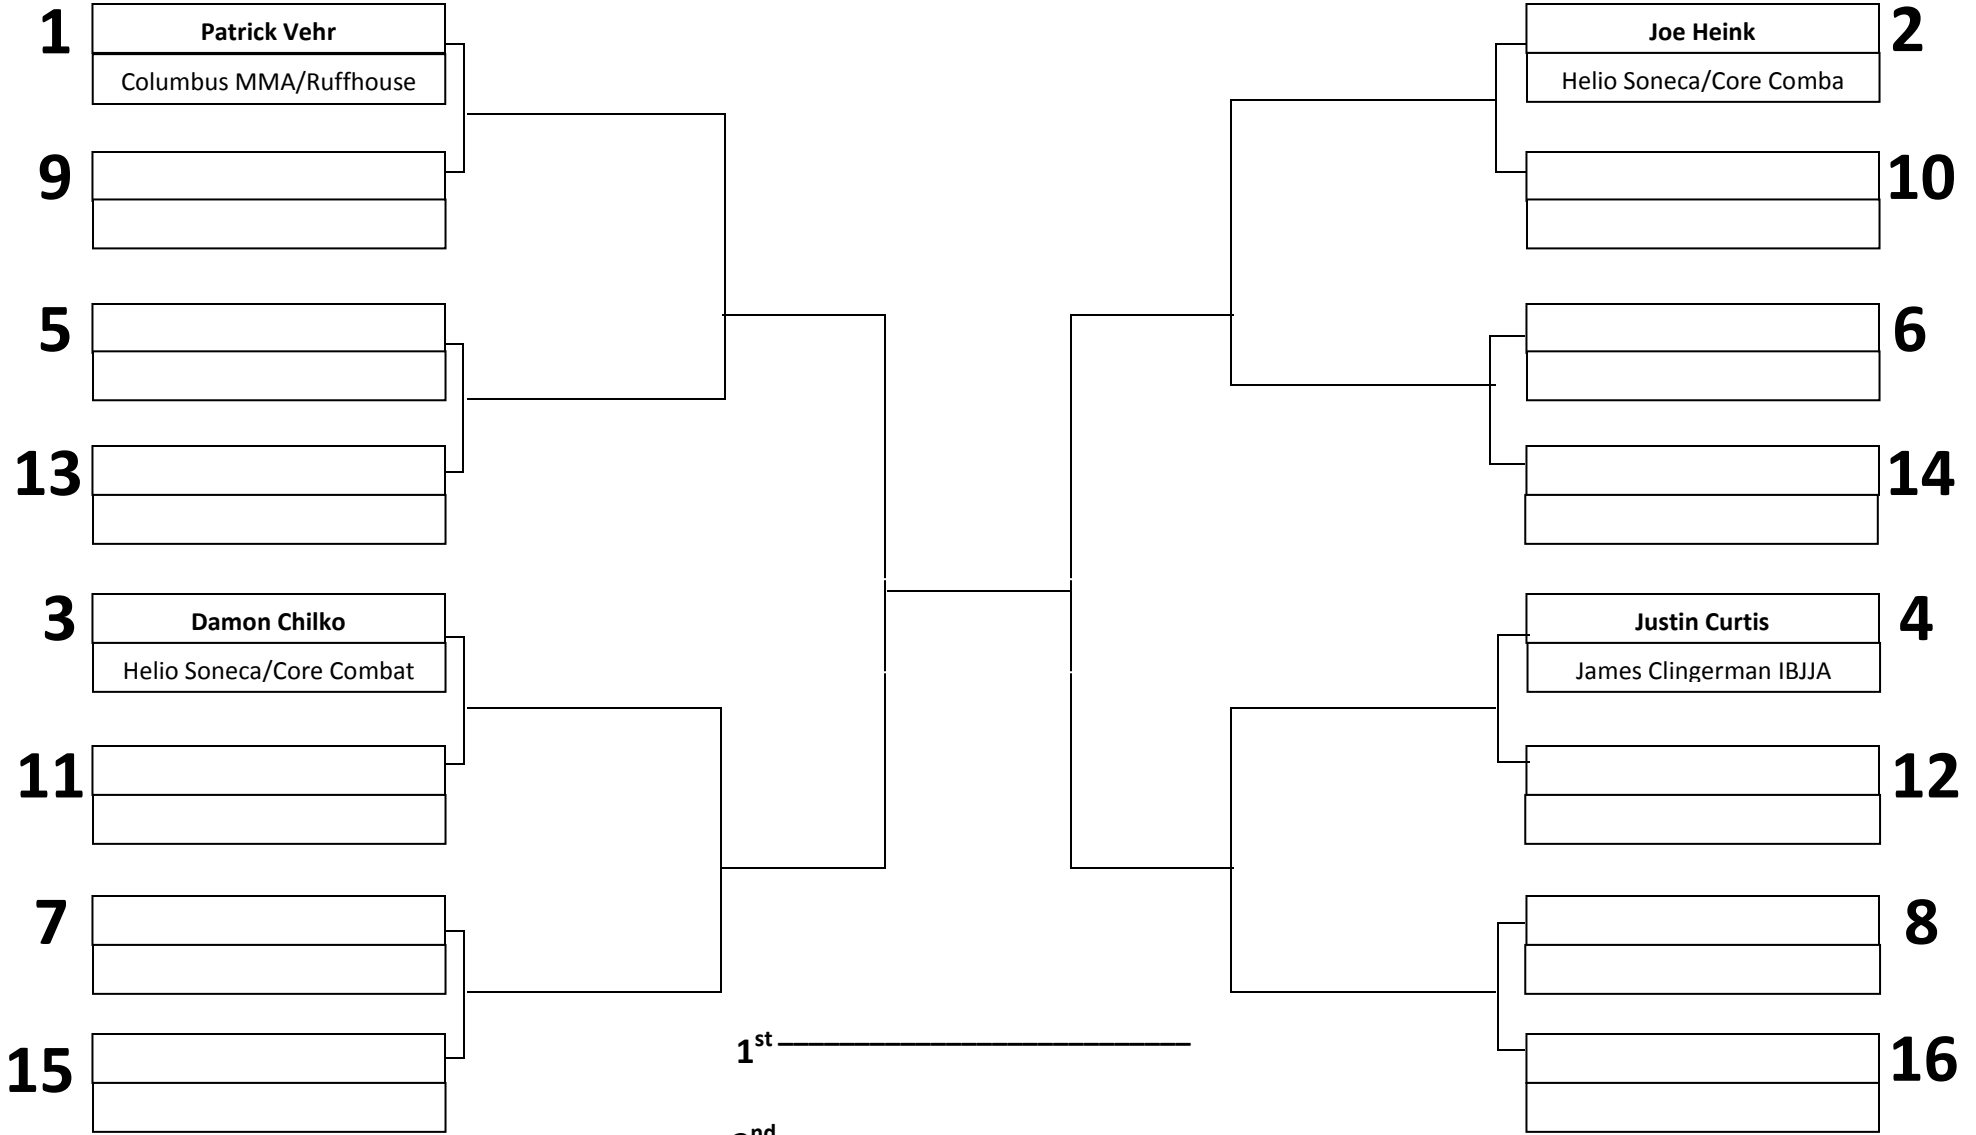 1
Patrick Vehr
Columbus MMA/Ruffhouse
9
5
13
3
Damon Chilko
Helio Soneca/Core Combat
11
7
15
2
Joe Heink
Helio Soneca/Core Comba
10
6
14
4
Justin Curtis
James Clingerman IBJJA
12
8
16
1st
nd